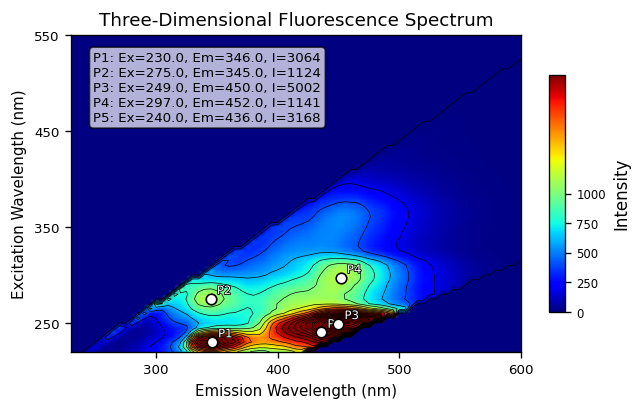 Three-Dimensional Fluorescence Spectrum
550
450
350
250
Excitation Wavelength (nm)
P1: Ex=230.0, Em=346.0, I=3064
P2: Ex=275.0, Em=345.0, I=1124
P3: Ex=249.0, Em=450.0, I=5002
P4: Ex=297.0, Em=452.0, I=1141
P5: Ex=240.0, Em=436.0, I=3168
P4
P2
P3
P1
300
400
500
600
Emission Wavelength (nm)
1000
750
500
250
0
Intensity